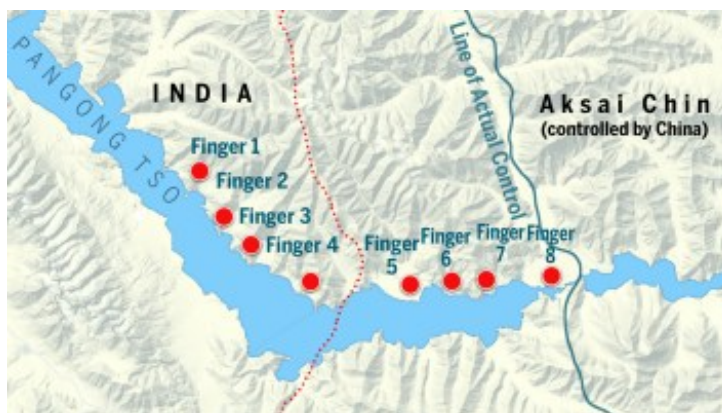 PANGONG TSO
INDIA
Line of Actual Control
Aksai Chin
(controlled by China)
Finger 1
Finger 2
Finger 3
Finger 4
Finger
5
Finger
6
Finger
7
Finger
8